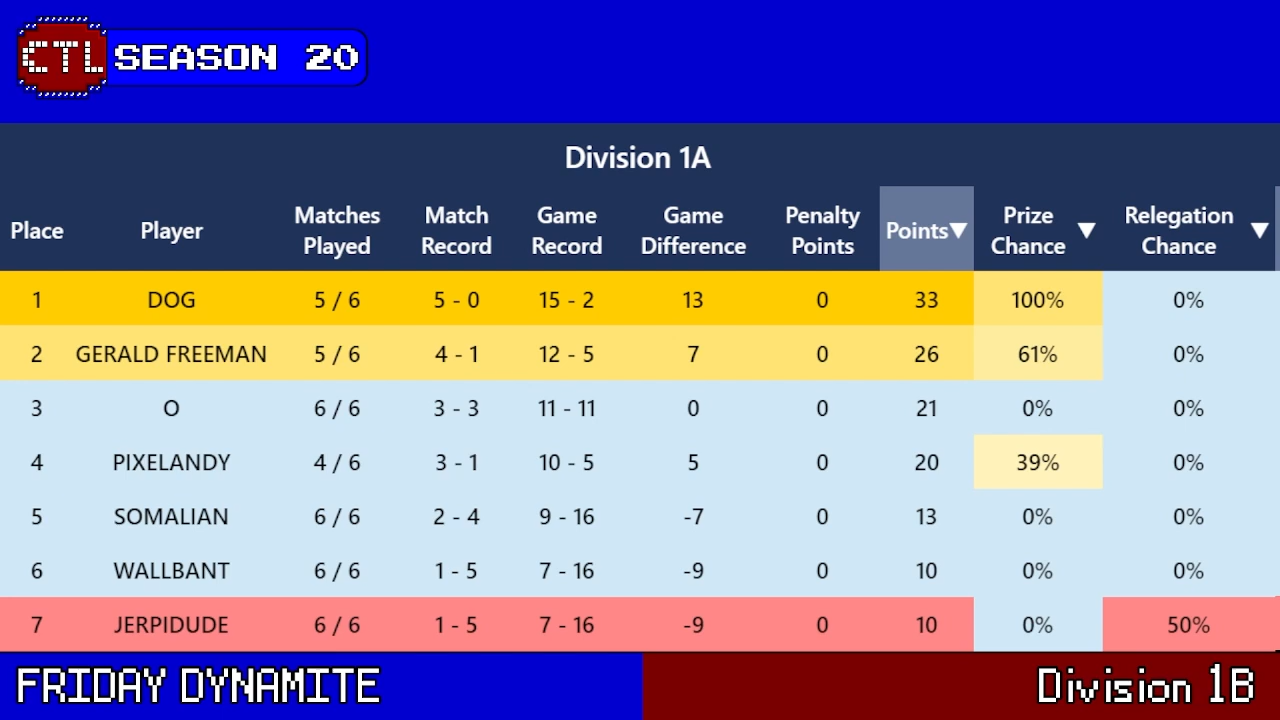 CTL SEASON 20
Division 1A
Place Player Matches Played Match Record Game Record Game Difference Penalty Points Points▼ Prize Chance ▼ Relegation Chance ▼
1 DOG 5 / 6 5 - 0 15 - 2 13 0 33 100% 0%
2 GERALD FREEMAN 5 / 6 4 - 1 12 - 5 7 0 26 61% 0%
3 O 6 / 6 3 - 3 11 - 11 0 0 21 0% 0%
4 PIXELANDY 4 / 6 3 - 1 10 - 5 5 0 20 39% 0%
5 SOMALIAN 6 / 6 2 - 4 9 - 16 -7 0 13 0% 0%
6 WALLBANT 6 / 6 1 - 5 7 - 16 -9 0 10 0% 0%
7 JERPIDUDE 6 / 6 1 - 5 7 - 16 -9 0 10 0% 50%
FRIDAY DYNAMITE Division 1B